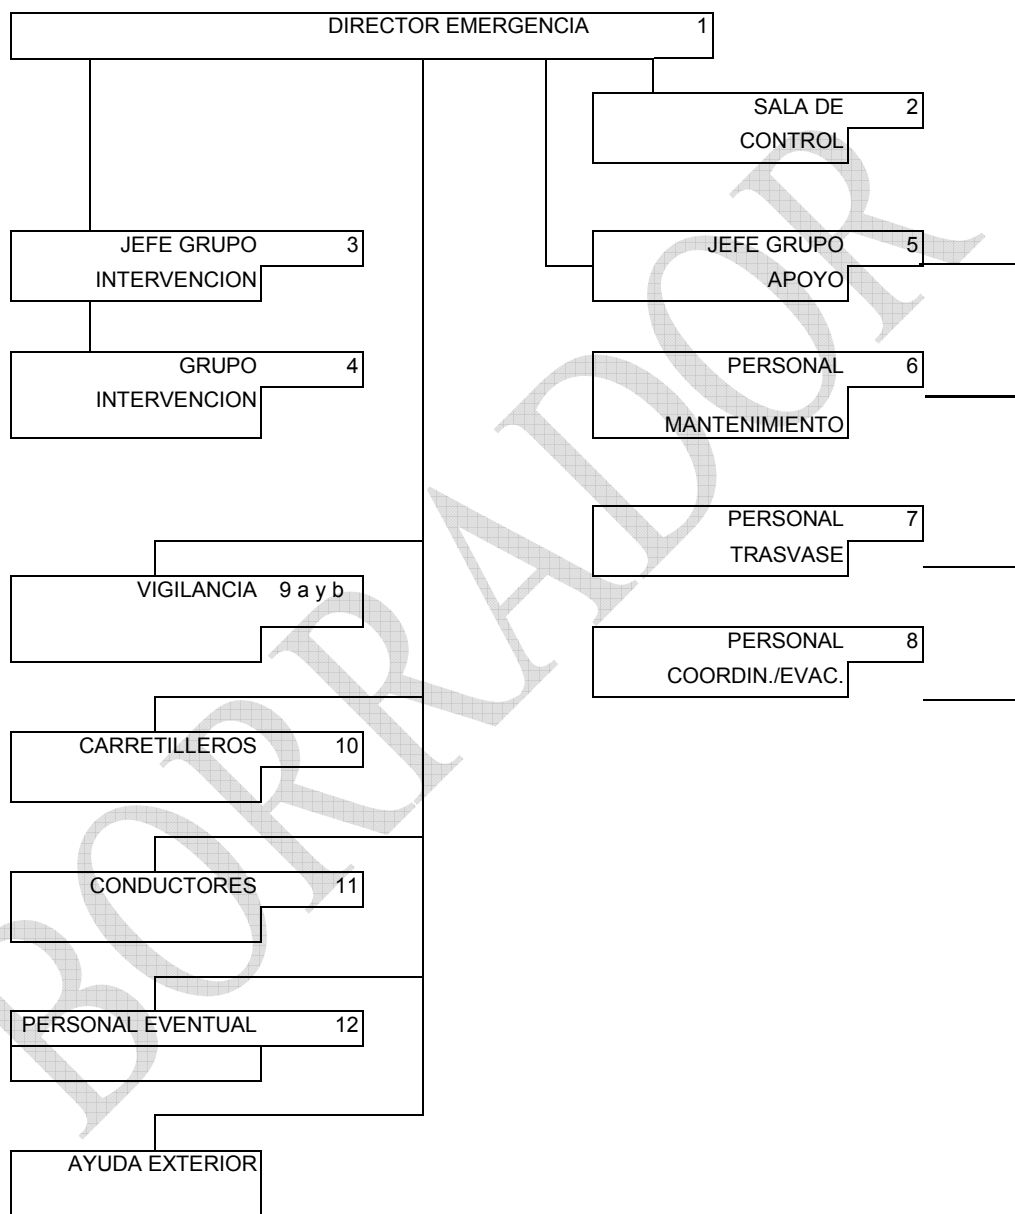 DIRECTOR EMERGENCIA 1
SALA DE 2
CONTROL
JEFE GRUPO 3
INTERVENCION
JEFE GRUPO 5
APOYO
GRUPO 4
INTERVENCION
PERSONAL 6
MANTENIMIENTO
PERSONAL 7
TRASVASE
VIGILANCIA 9 a y b
PERSONAL 8
COORDIN./EVAC.
CARRETILLEROS 10
CONDUCTORES 11
PERSONAL EVENTUAL 12
AYUDA EXTERIOR
BORRADOR